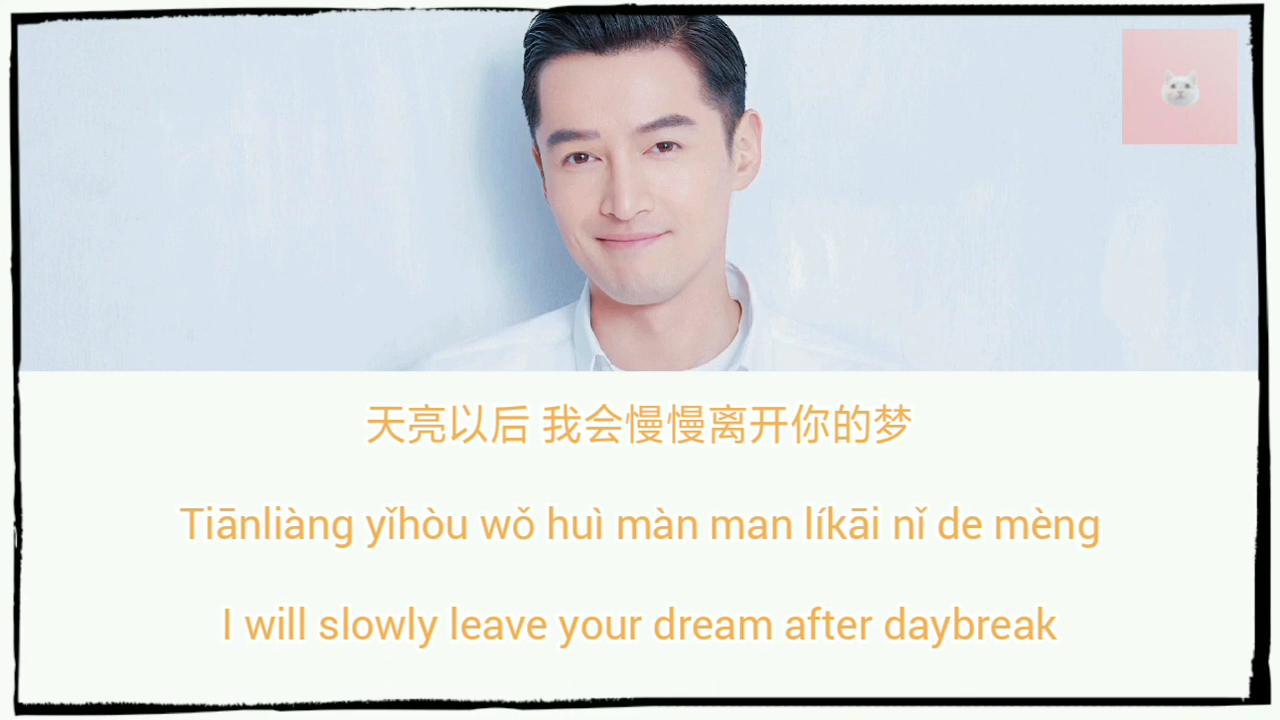 天亮以后 我会慢慢离开你的梦
Tiānliàng yǐhòu wǒ huì màn man líkāi nǐ de mèng
I will slowly leave your dream after daybreak